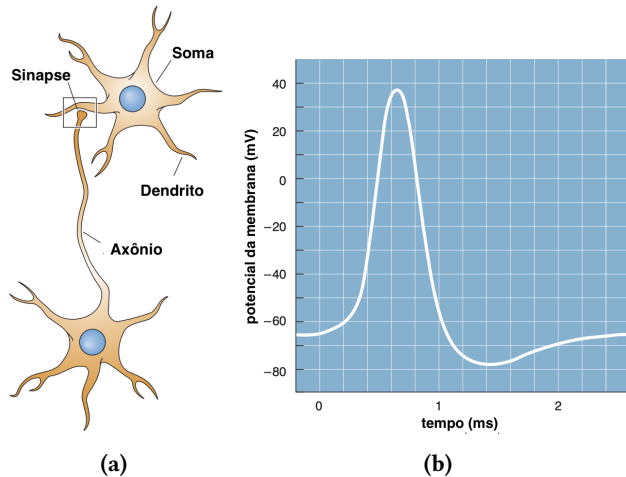 Soma
Sinapse
Dendrito
Axônio
(a)
potencial da membrana (mV)
40
20
0
−20
−40
−60
−80
0
1
2
tempo (ms)
(b)